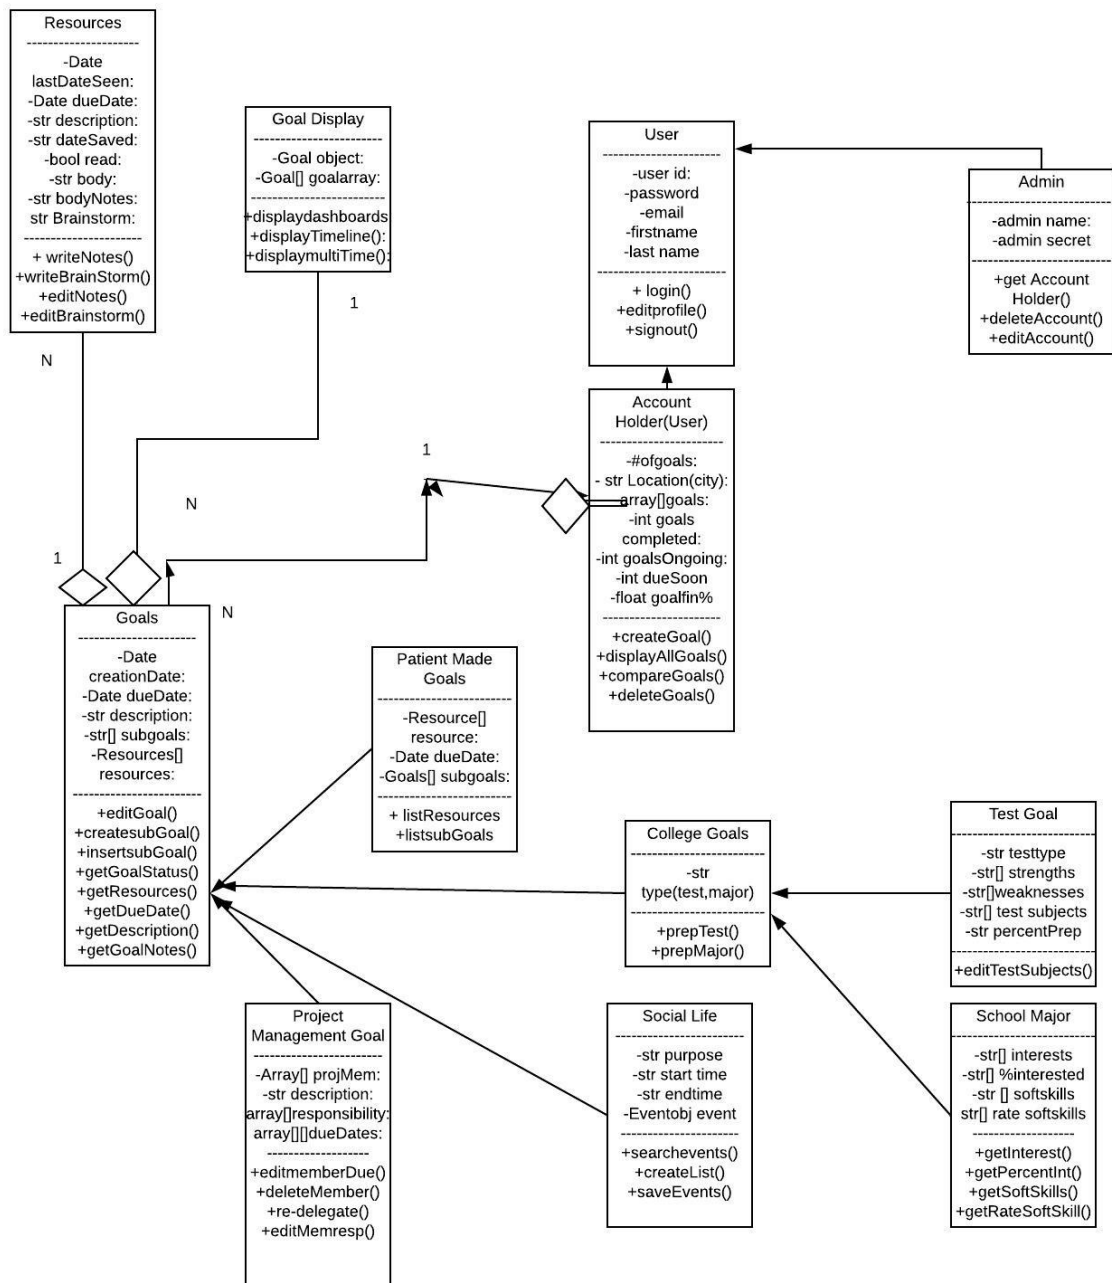 Resources
---------------------
-Date
lastDateSeen:
-Date dueDate:
-str description:
-str dateSaved:
-bool read:
-str body:
-str bodyNotes:
str Brainstorm:
----------------------
+ writeNotes()
+writeBrainStorm()
+editNotes()
+editBrainstorm()
Goal Display
------------------------
-Goal object:
-Goal[] goalarray:
-------------------------
+displaydashboards
+displayTimeline():
+displaymultiTime():
User
----------------------
-user id:
-password
-email
-firstname
-last name
------------------------
+ login()
+editprofile()
+signout()
Admin
---------------------------
-admin name:
-admin secret
--------------------------
+get Account
Holder()
+deleteAccount()
+editAccount()
1
N
Account
Holder(User)
-----------------------
-#ofgoals:
- str Location(city):
array[]goals:
-int goals
completed:
-int goalsOngoing:
-int dueSoon
-float goalfin%
----------------------
+createGoal()
+displayAllGoals()
+compareGoals()
+deleteGoals()
1
N
1
N
Goals
----------------------
-Date
creationDate:
-Date dueDate:
-str description:
-str[] subgoals:
-Resources[]
resources:
------------------------
+editGoal()
+createsubGoal()
+insertsubGoal()
+getGoalStatus()
+getResources()
+getDueDate()
+getDescription()
+getGoalNotes()
Patient Made
Goals
-------------------------
-Resource[]
resource:
-Date dueDate:
-Goals[] subgoals:
-------------------------
+ listResources
+listsubGoals
College Goals
-------------------------
-str
type(test,major)
-------------------------
+prepTest()
+prepMajor()
Test Goal
---------------------------
-str testtype
-str[] strengths
-str[]weaknesses
-str[] test subjects
-str percentPrep
---------------------------
+editTestSubjects()
Project
Management Goal
------------------------
-Array[] projMem:
-str description:
array[]responsibility:
array[][]dueDates:
-------------------
+editmemberDue()
+deleteMember()
+re-delegate()
+editMemresp()
Social Life
------------------------
-str purpose
-str start time
-str endtime
-Eventobj event
----------------------
+searchevents()
+createList()
+saveEvents()
School Major
---------------------------
-str[] interests
-str[] %interested
-str [] softskills
str[] rate softskills
-------------------
+getInterest()
+getPercentInt()
+getSoftSkills()
+getRateSoftSkill()